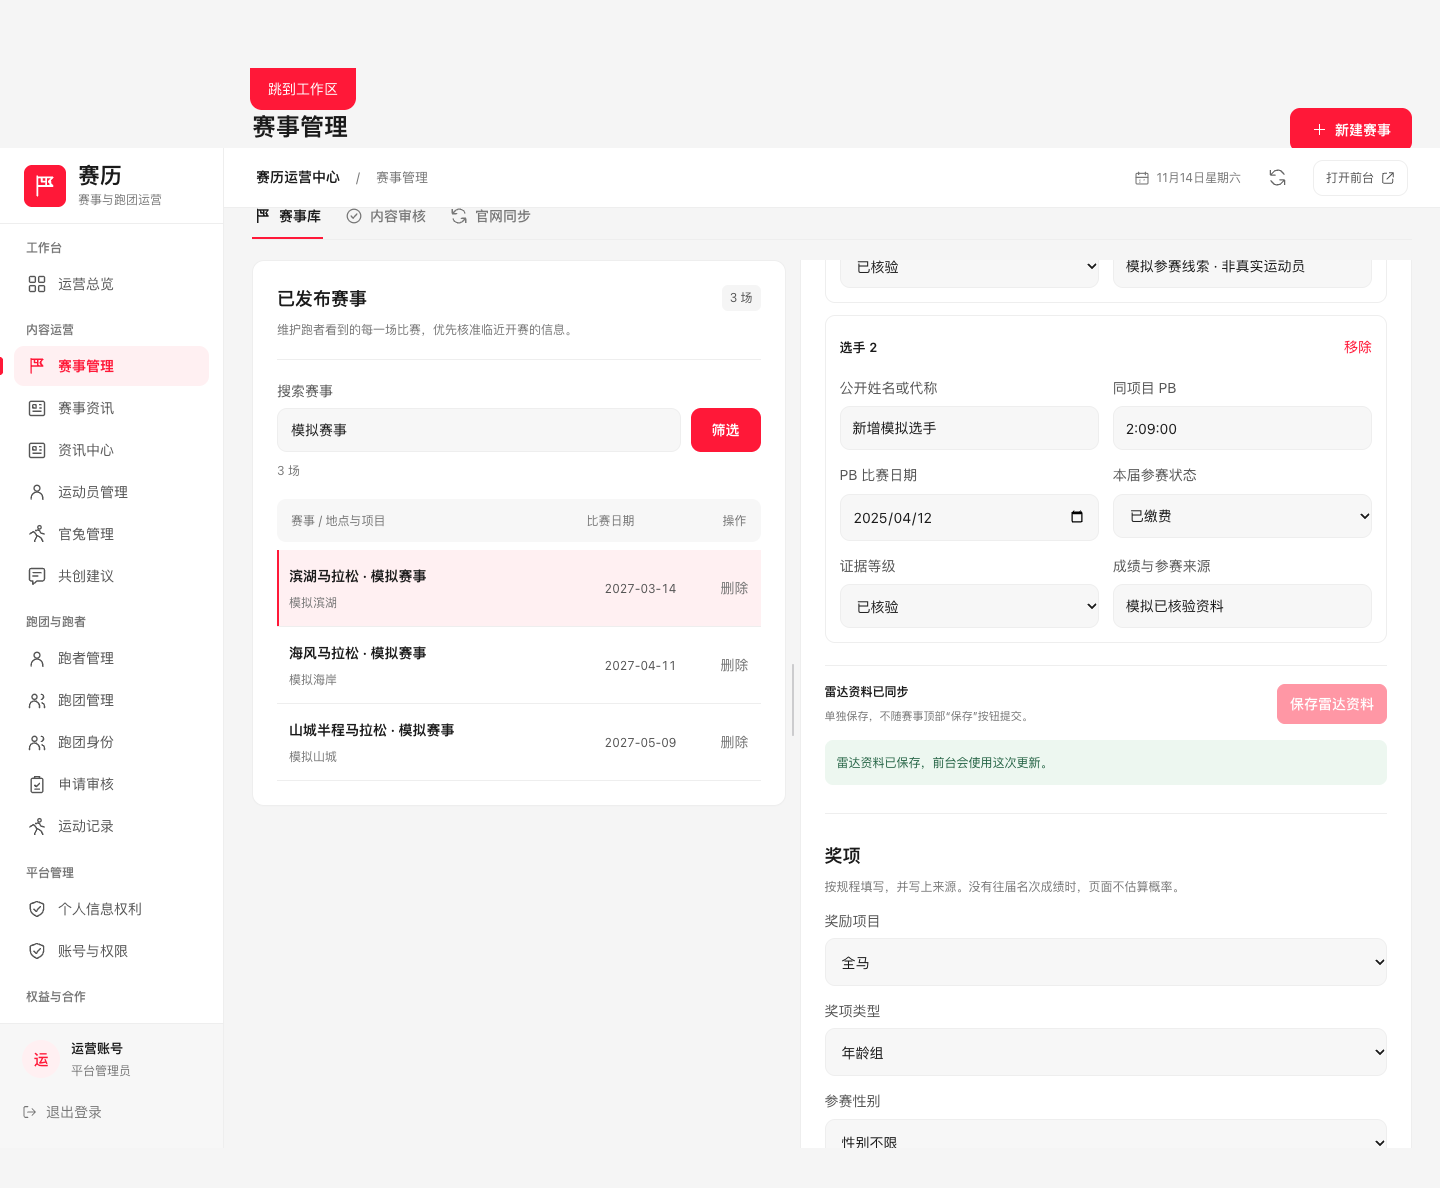 跳到工作区
赛事管理
新建赛事
赛历
赛事与跑团运营
赛历运营中心 / 赛事管理
11月14日星期六
打开前台
工作台
运营总览
内容运营
赛事管理
赛事资讯
资讯中心
运动员管理
官兔管理
共创建议
跑团与跑者
跑者管理
跑团管理
跑团身份
申请审核
运动记录
平台管理
个人信息权利
账号与权限
权益与合作
运
运营账号
平台管理员
退出登录
赛事库
内容审核
官网同步
已发布赛事
3 场
维护跑者看到的每一场比赛，优先核准临近开赛的信息。
搜索赛事
模拟赛事
筛选
3 场
赛事 / 地点与项目 比赛日期 操作
滨湖马拉松 · 模拟赛事
模拟滨湖
2027-03-14
删除
海风马拉松 · 模拟赛事
模拟海岸
2027-04-11
删除
山城半程马拉松 · 模拟赛事
模拟山城
2027-05-09
删除
已核验
模拟参赛线索 · 非真实运动员
选手 2
移除
公开姓名或代称
同项目 PB
新增模拟选手
2:09:00
PB 比赛日期
本届参赛状态
2025/04/12
已缴费
证据等级
成绩与参赛来源
已核验
模拟已核验资料
雷达资料已同步
单独保存，不随赛事顶部“保存”按钮提交。
保存雷达资料
雷达资料已保存，前台会使用这次更新。
奖项
按规程填写，并写上来源。没有往届名次成绩时，页面不估算概率。
奖励项目
全马
奖项类型
年龄组
参赛性别
性别不限